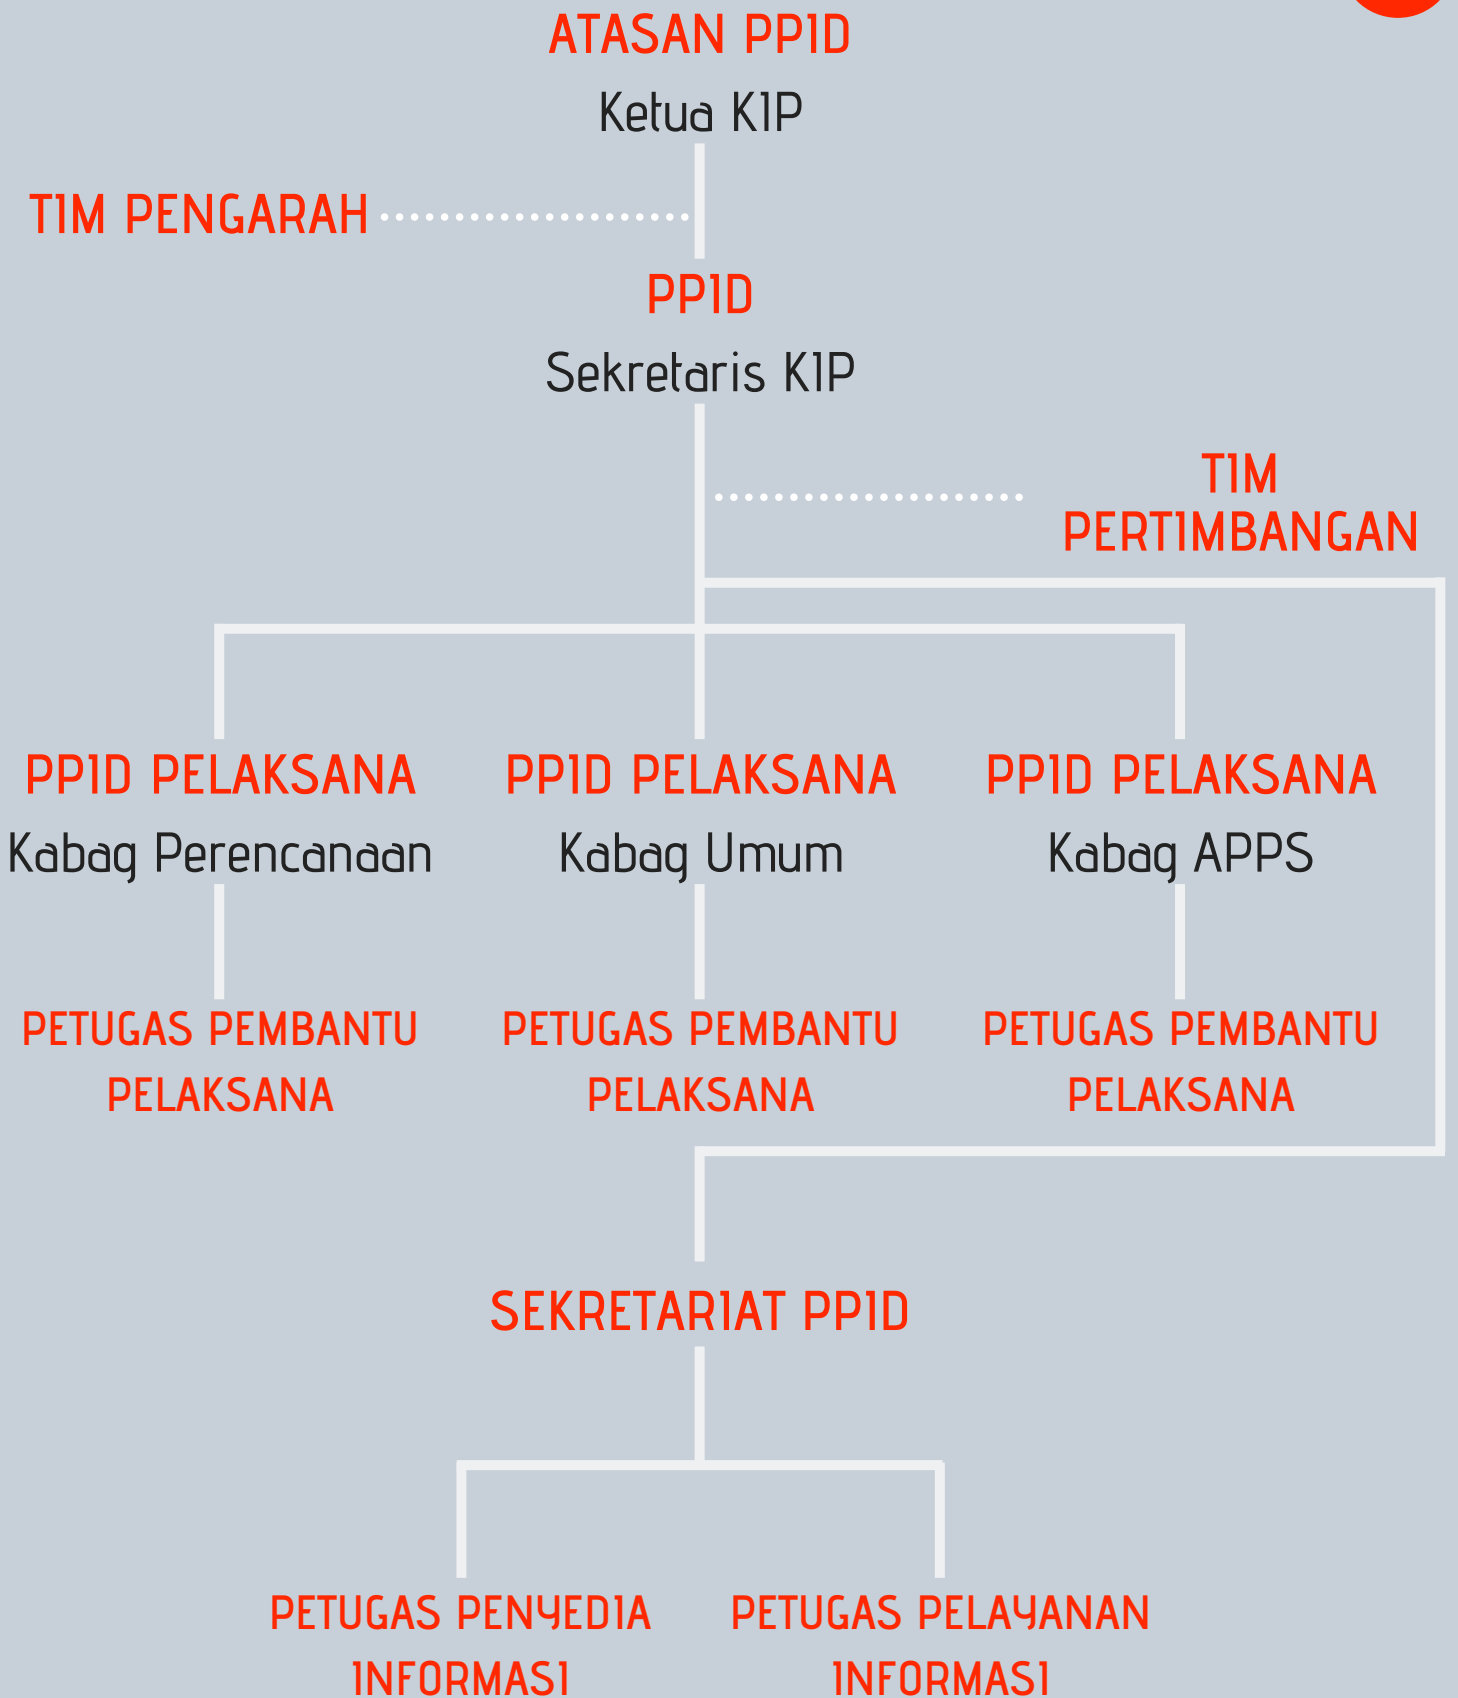 ATASAN PPID
Ketua KIP
TIM PENGARAH
PPID
Sekretaris KIP
TIM
PERTIMBANGAN
PPID PELAKSANA
Kabag Perencanaan
PPID PELAKSANA
Kabag Umum
PPID PELAKSANA
Kabag APPS
PETUGAS PEMBANTU
PELAKSANA
PETUGAS PEMBANTU
PELAKSANA
PETUGAS PEMBANTU
PELAKSANA
SEKRETARIAT PPID
PETUGAS PENYEDIA
INFORMASI
PETUGAS PELAYANAN
INFORMASI